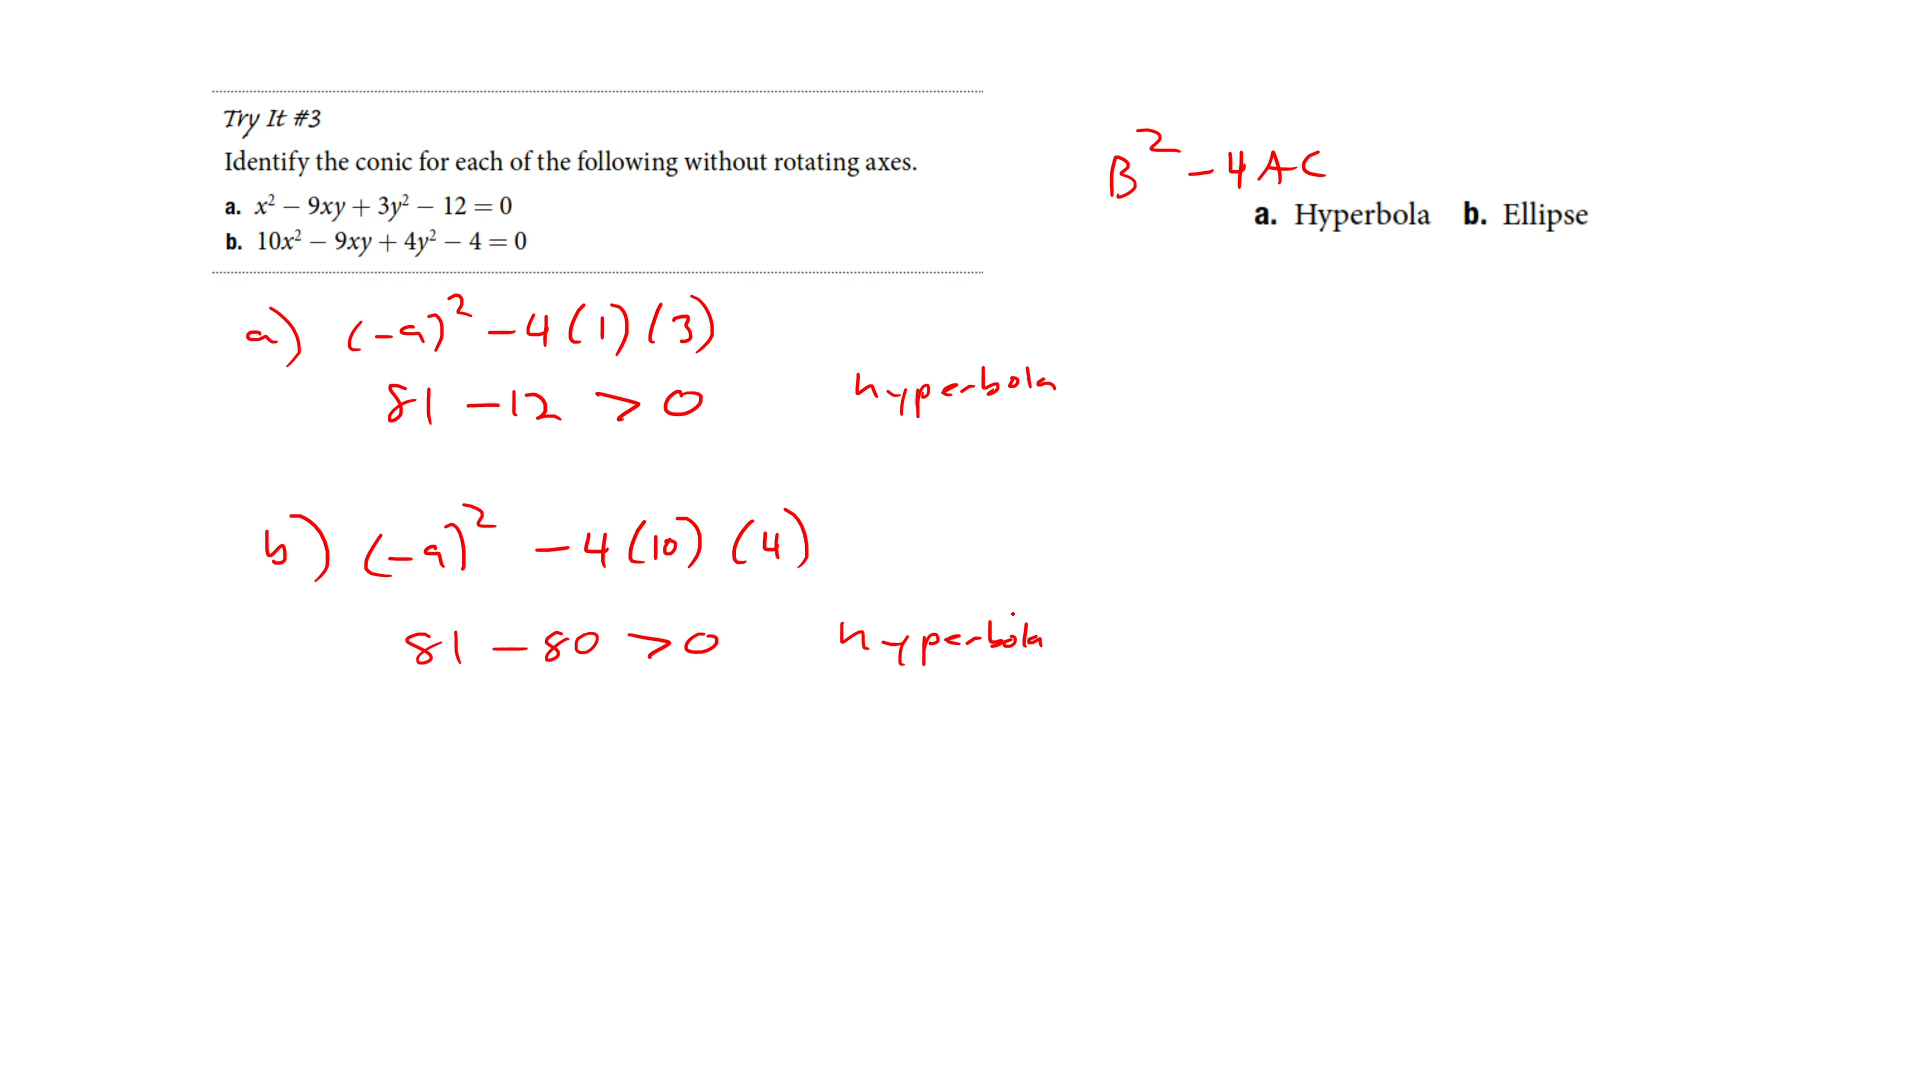 Try It #3
Identify the conic for each of the following without rotating axes.
a. x² − 9xy + 3y² − 12 = 0
b. 10x² − 9xy + 4y² − 4 = 0
B² − 4AC
a. Hyperbola b. Ellipse
a) (−9)² − 4(1)(3)
81 − 12 > 0 hyperbola
b) (−9)² − 4(10)(4)
81 − 80 > 0 hyperbola